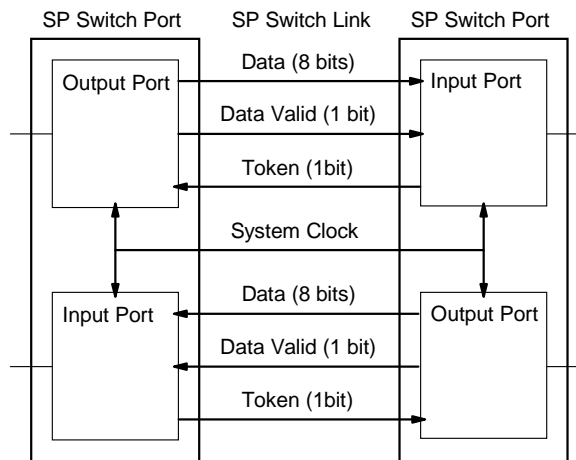 SP Switch Port SP Switch Link SP Switch Port
Data (8 bits)
Output Port Input Port
Data Valid (1 bit)
Token (1bit)
System Clock
Data (8 bits)
Input Port Output Port
Data Valid (1 bit)
Token (1bit)